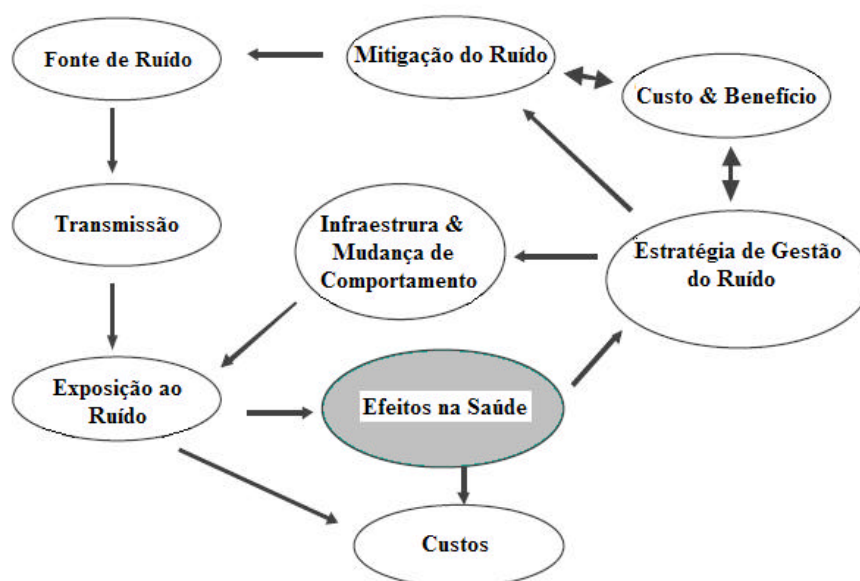 Fonte de Ruído
Mitigação do Ruído
Custo & Benefício
Transmissão
Infraestrura &
Mudança de
Comportamento
Estratégia de Gestão
do Ruído
Exposição ao
Ruído
Efeitos na Saúde
Custos